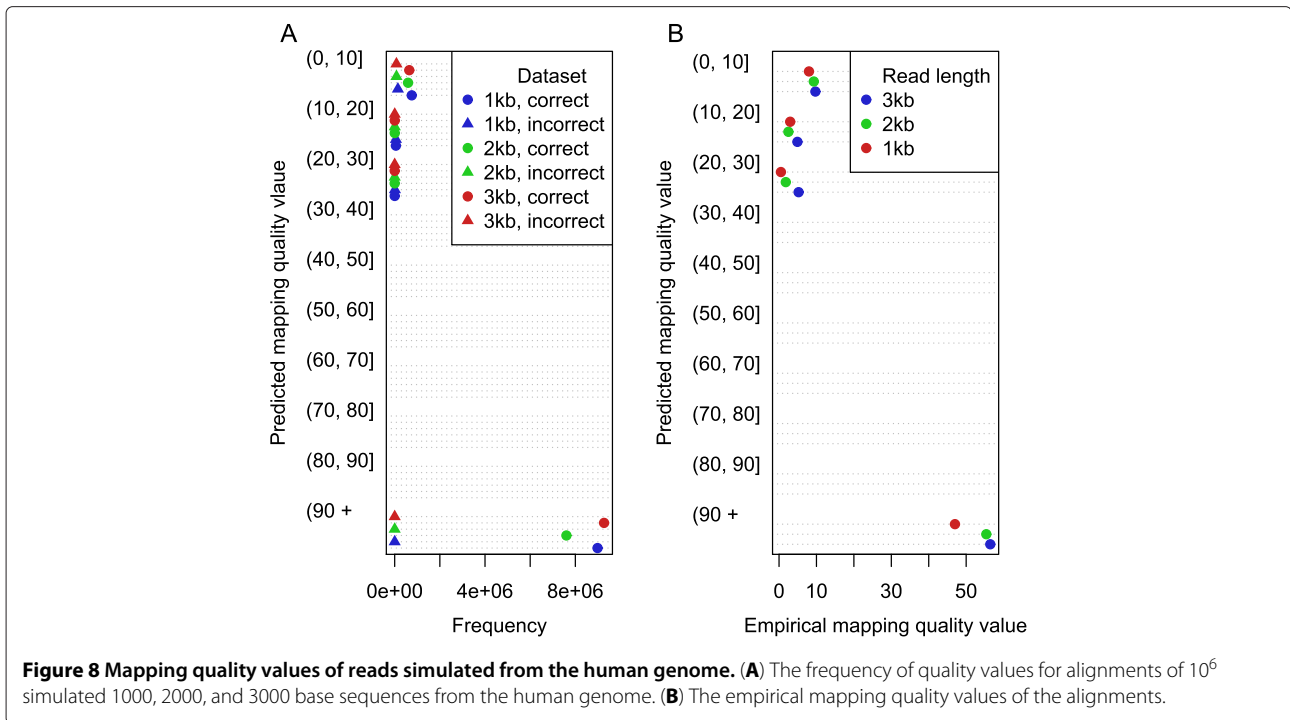 A
Predicted mapping quality vlaue
(0, 10]
(10, 20]
(20, 30]
(30, 40]
(40, 50]
(50, 60]
(60, 70]
(70, 80]
(80, 90]
(90 +
Dataset
1kb, correct
1kb, incorrect
2kb, correct
2kb, incorrect
3kb, correct
3kb, incorrect
0e+00 4e+06 8e+06
Frequency
B
Predicted mapping quality value
(0, 10]
(10, 20]
(20, 30]
(30, 40]
(40, 50]
(50, 60]
(60, 70]
(70, 80]
(80, 90]
(90 +
Read length
3kb
2kb
1kb
0 10 30 50
Empirical mapping quality value
Figure 8 Mapping quality values of reads simulated from the human genome. (A) The frequency of quality values for alignments of 10⁶
simulated 1000, 2000, and 3000 base sequences from the human genome. (B) The empirical mapping quality values of the alignments.